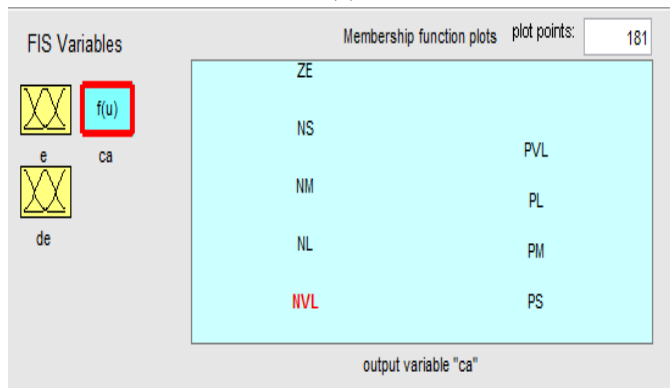 FIS Variables
Membership function plots plot points: 181
f(u)
e ca
de
ZE
NS
NM
NL
NVL
PVL
PL
PM
PS
output variable "ca"